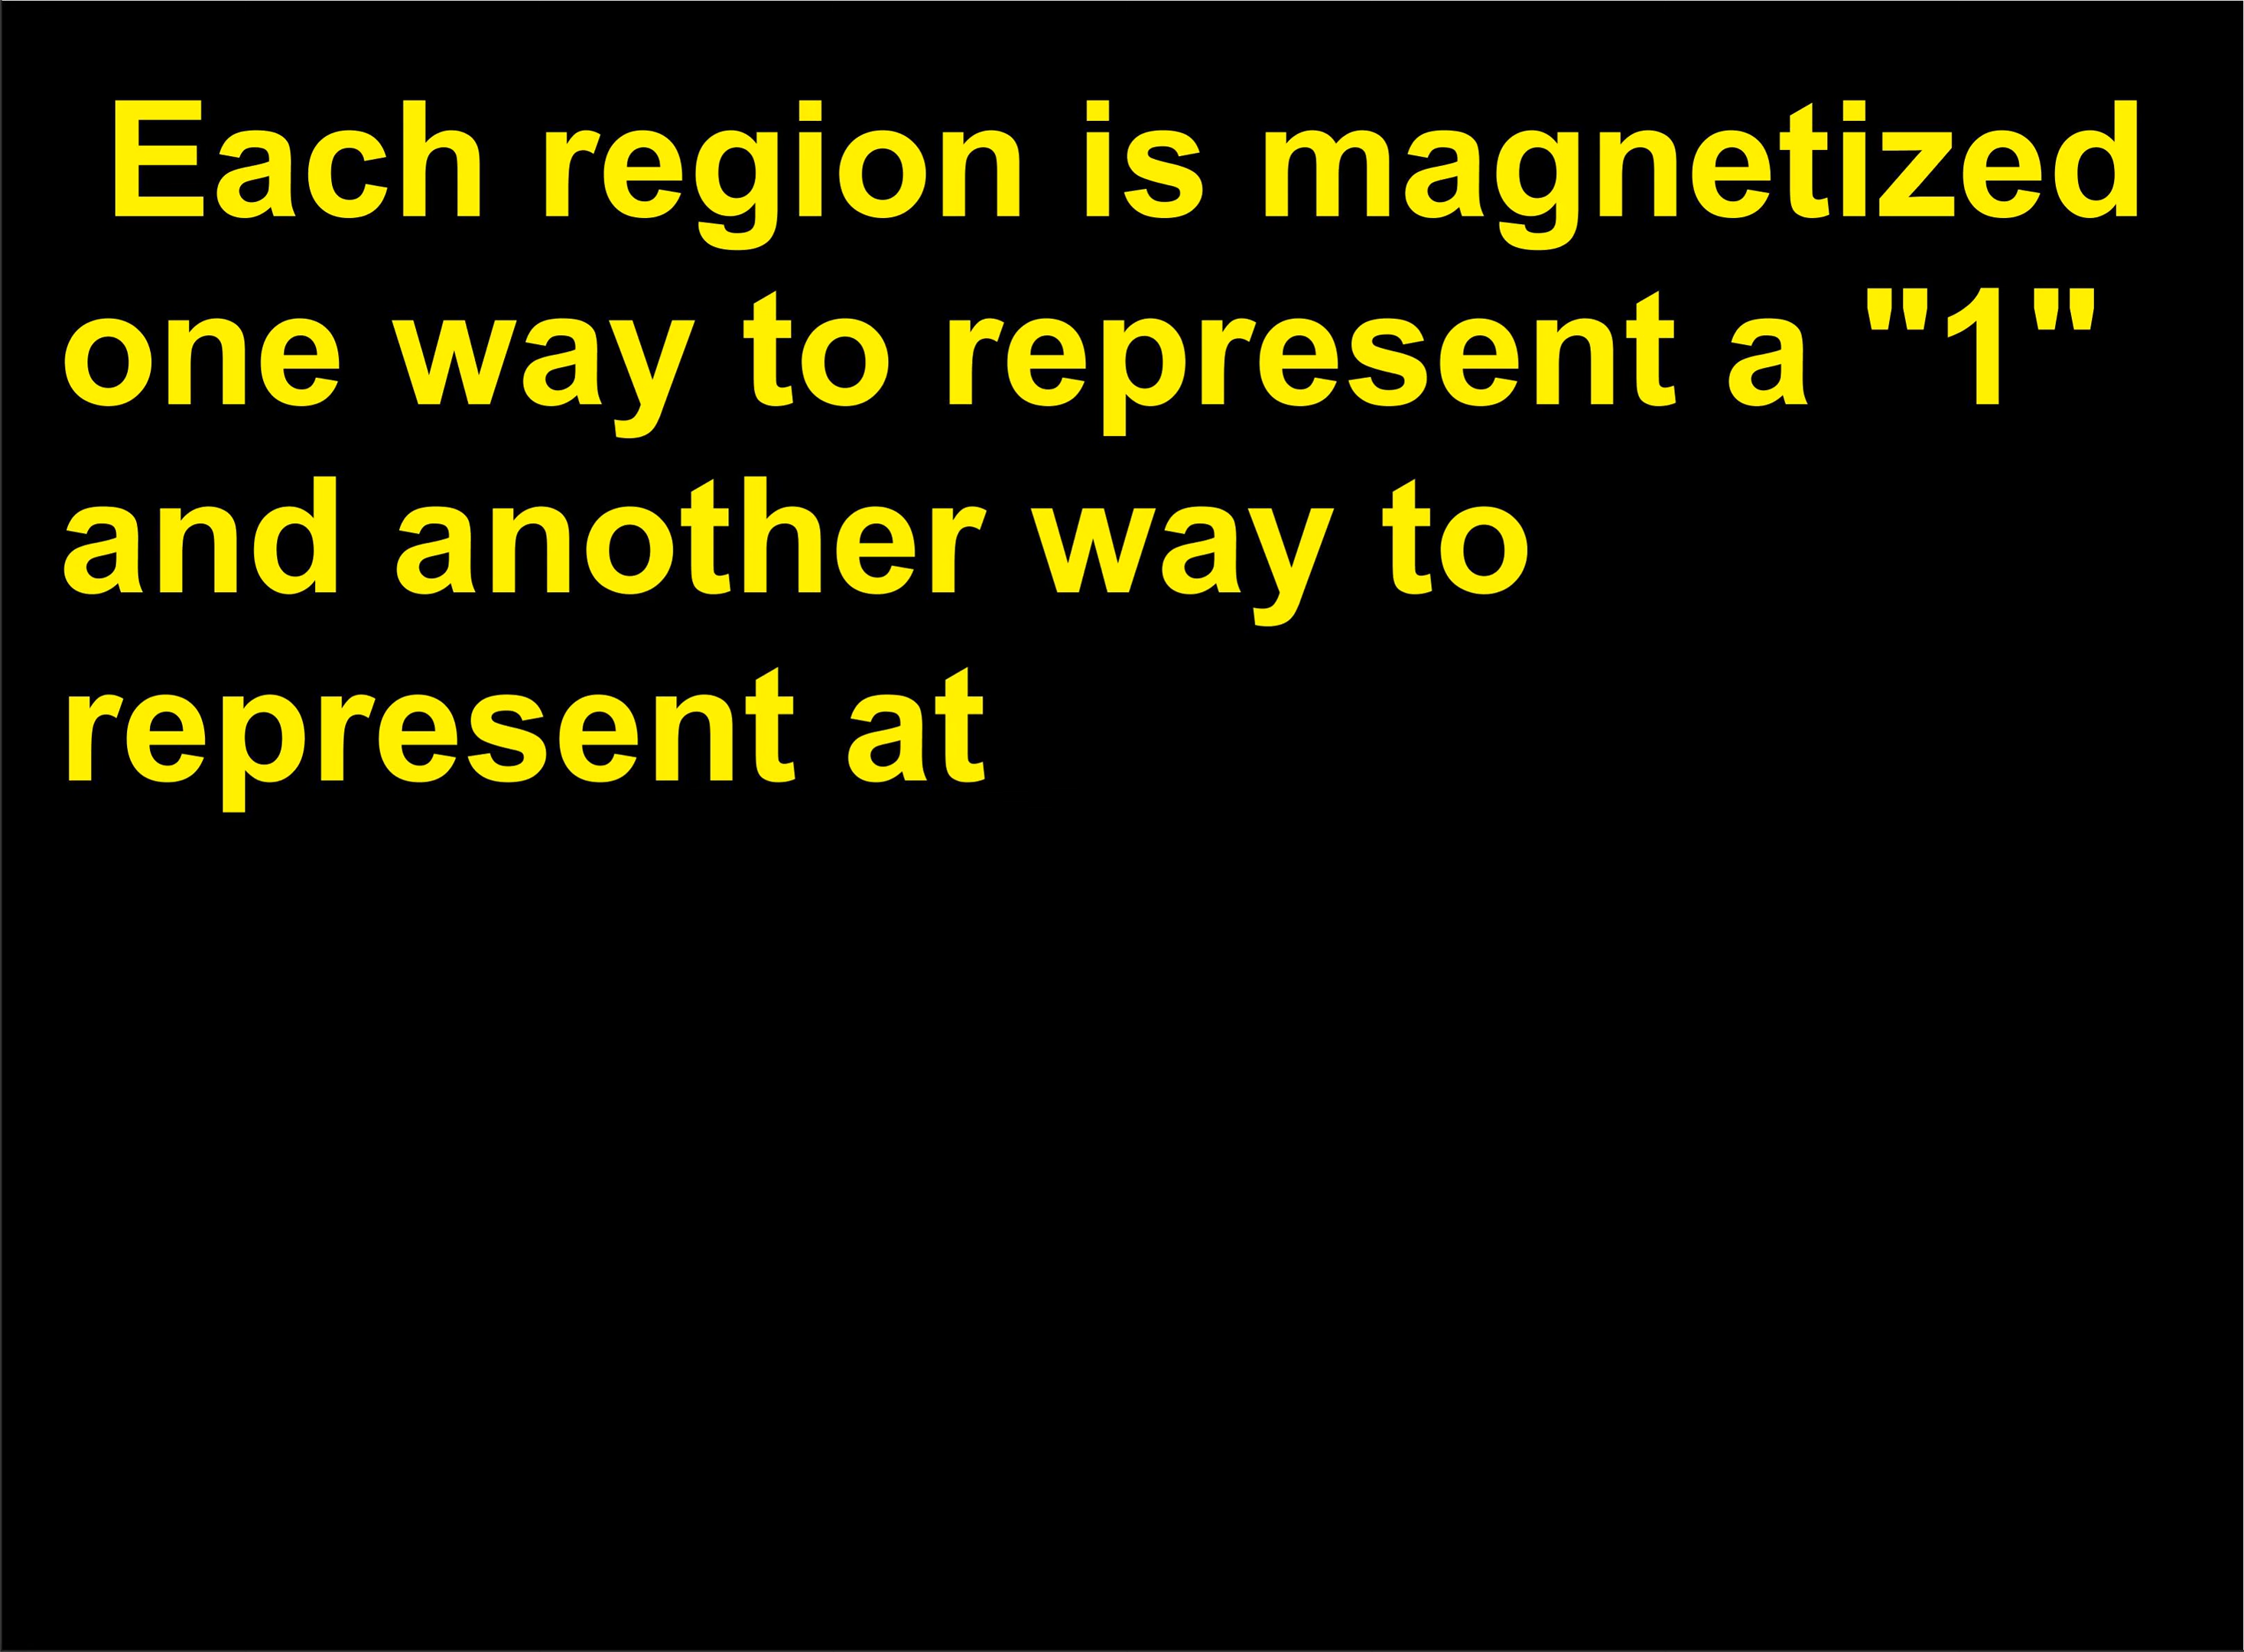 Each region is magnetized
one way to represent a "1"
and another way to
represent at